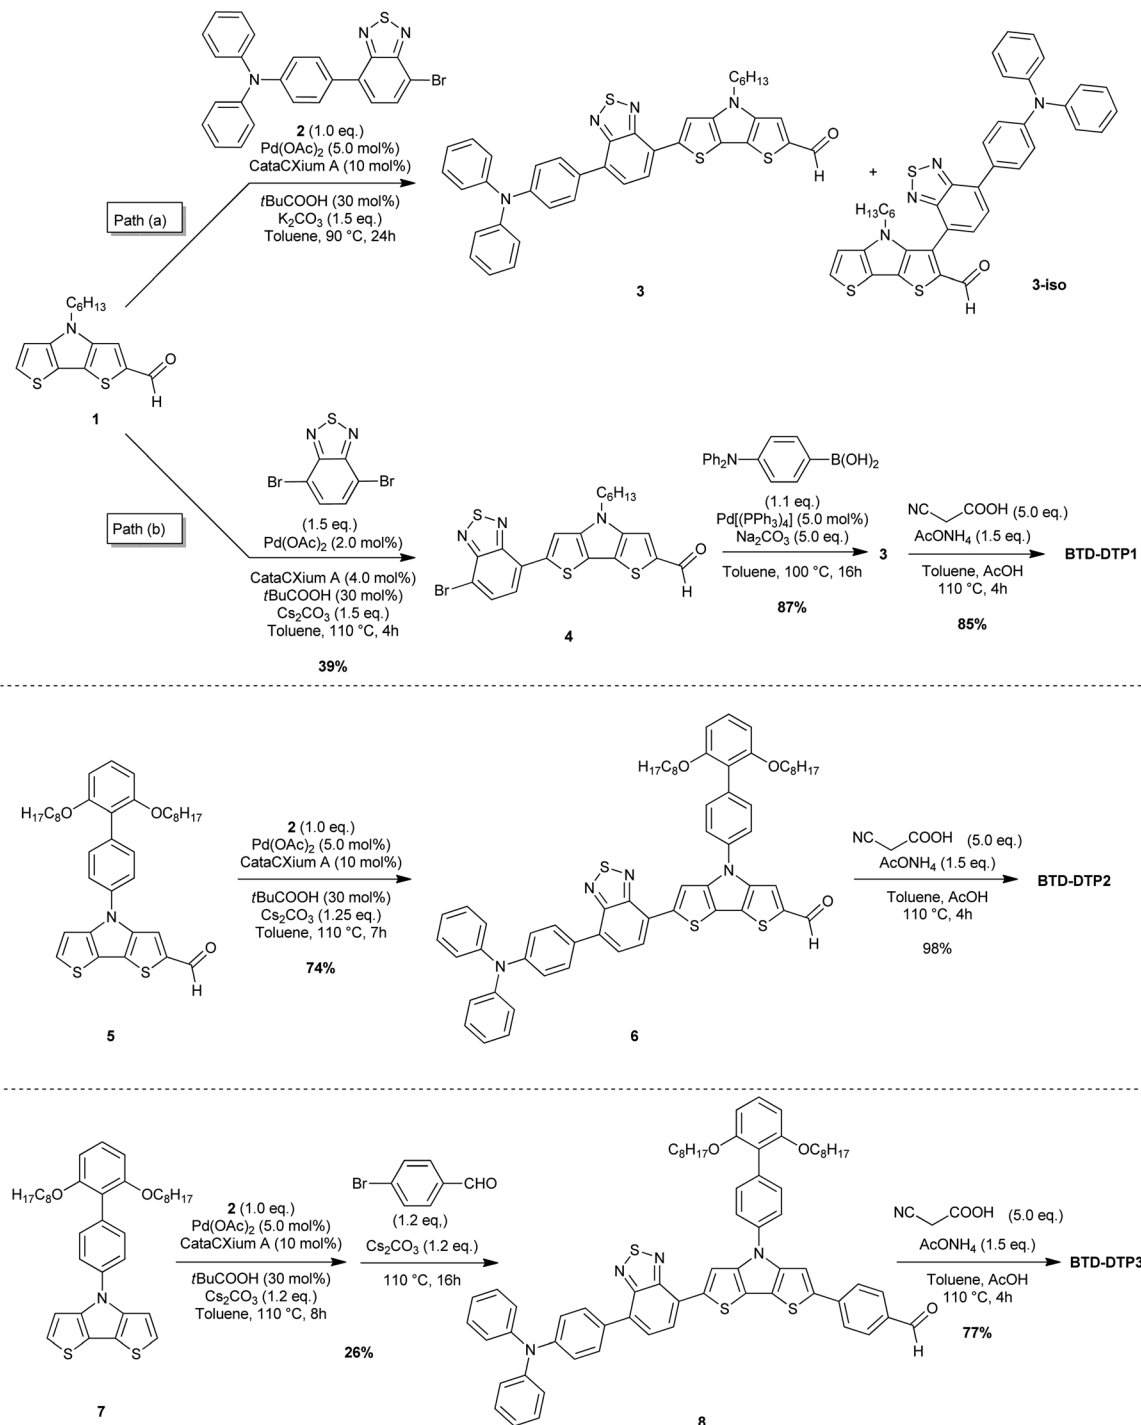 S
N N
N
Br
2 (1.0 eq.)
Pd(OAc)2 (5.0 mol%)
CataCXium A (10 mol%)
tBuCOOH (30 mol%)
K2CO3 (1.5 eq.)
Toluene, 90 °C, 24h
Path (a)
C6H13
N
S
N N
S S
O
H
N
3
+
N
N
S
N
H13C6
N
S S
O
H
3-iso
C6H13
N
S S
O
H
1
Path (b)
S
N N
Br Br
(1.5 eq.)
Pd(OAc)2 (2.0 mol%)
CataCXium A (4.0 mol%)
tBuCOOH (30 mol%)
Cs2CO3 (1.5 eq.)
Toluene, 110 °C, 4h
39%
C6H13
N
S
N N
S S
O
H
Br
4
Ph2N B(OH)2
(1.1 eq.)
Pd[(PPh3)4] (5.0 mol%)
Na2CO3 (5.0 eq.)
Toluene, 100 °C, 16h
87%
3
NC COOH (5.0 eq.)
AcONH4 (1.5 eq.)
Toluene, AcOH
110 °C, 4h
85%
BTD-DTP1
H17C8O OC8H17
N
S S
O
H
5
2 (1.0 eq.)
Pd(OAc)2 (5.0 mol%)
CataCXium A (10 mol%)
tBuCOOH (30 mol%)
Cs2CO3 (1.25 eq.)
Toluene, 110 °C, 7h
74%
H17C8O OC8H17
N
S
N N
S S
O
H
N
6
NC COOH (5.0 eq.)
AcONH4 (1.5 eq.)
Toluene, AcOH
110 °C, 4h
98%
BTD-DTP2
H17C8O OC8H17
N
S S
7
2 (1.0 eq.)
Pd(OAc)2 (5.0 mol%)
CataCXium A (10 mol%)
tBuCOOH (30 mol%)
Cs2CO3 (1.2 eq.)
Toluene, 110 °C, 8h
Br CHO
(1.2 eq,)
Cs2CO3 (1.2 eq.)
110 °C, 16h
26%
C8H17O OC8H17
N
S
N N
S S
O
H
N
8
NC COOH (5.0 eq.)
AcONH4 (1.5 eq.)
Toluene, AcOH
110 °C, 4h
77%
BTD-DTP3